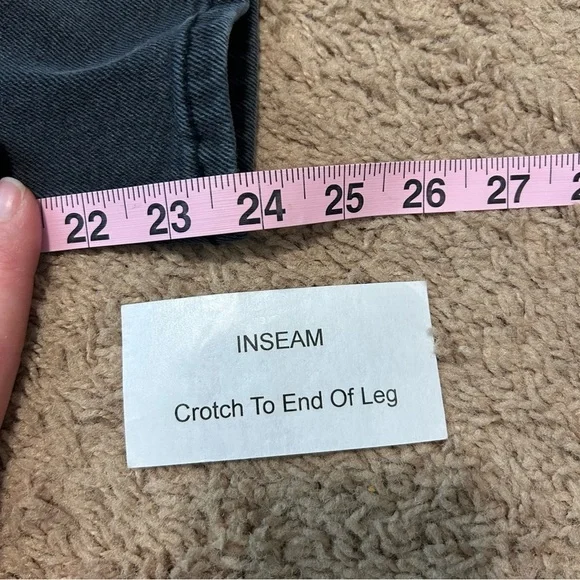 22 23 24 25 26 27
INSEAM
Crotch To End Of Leg